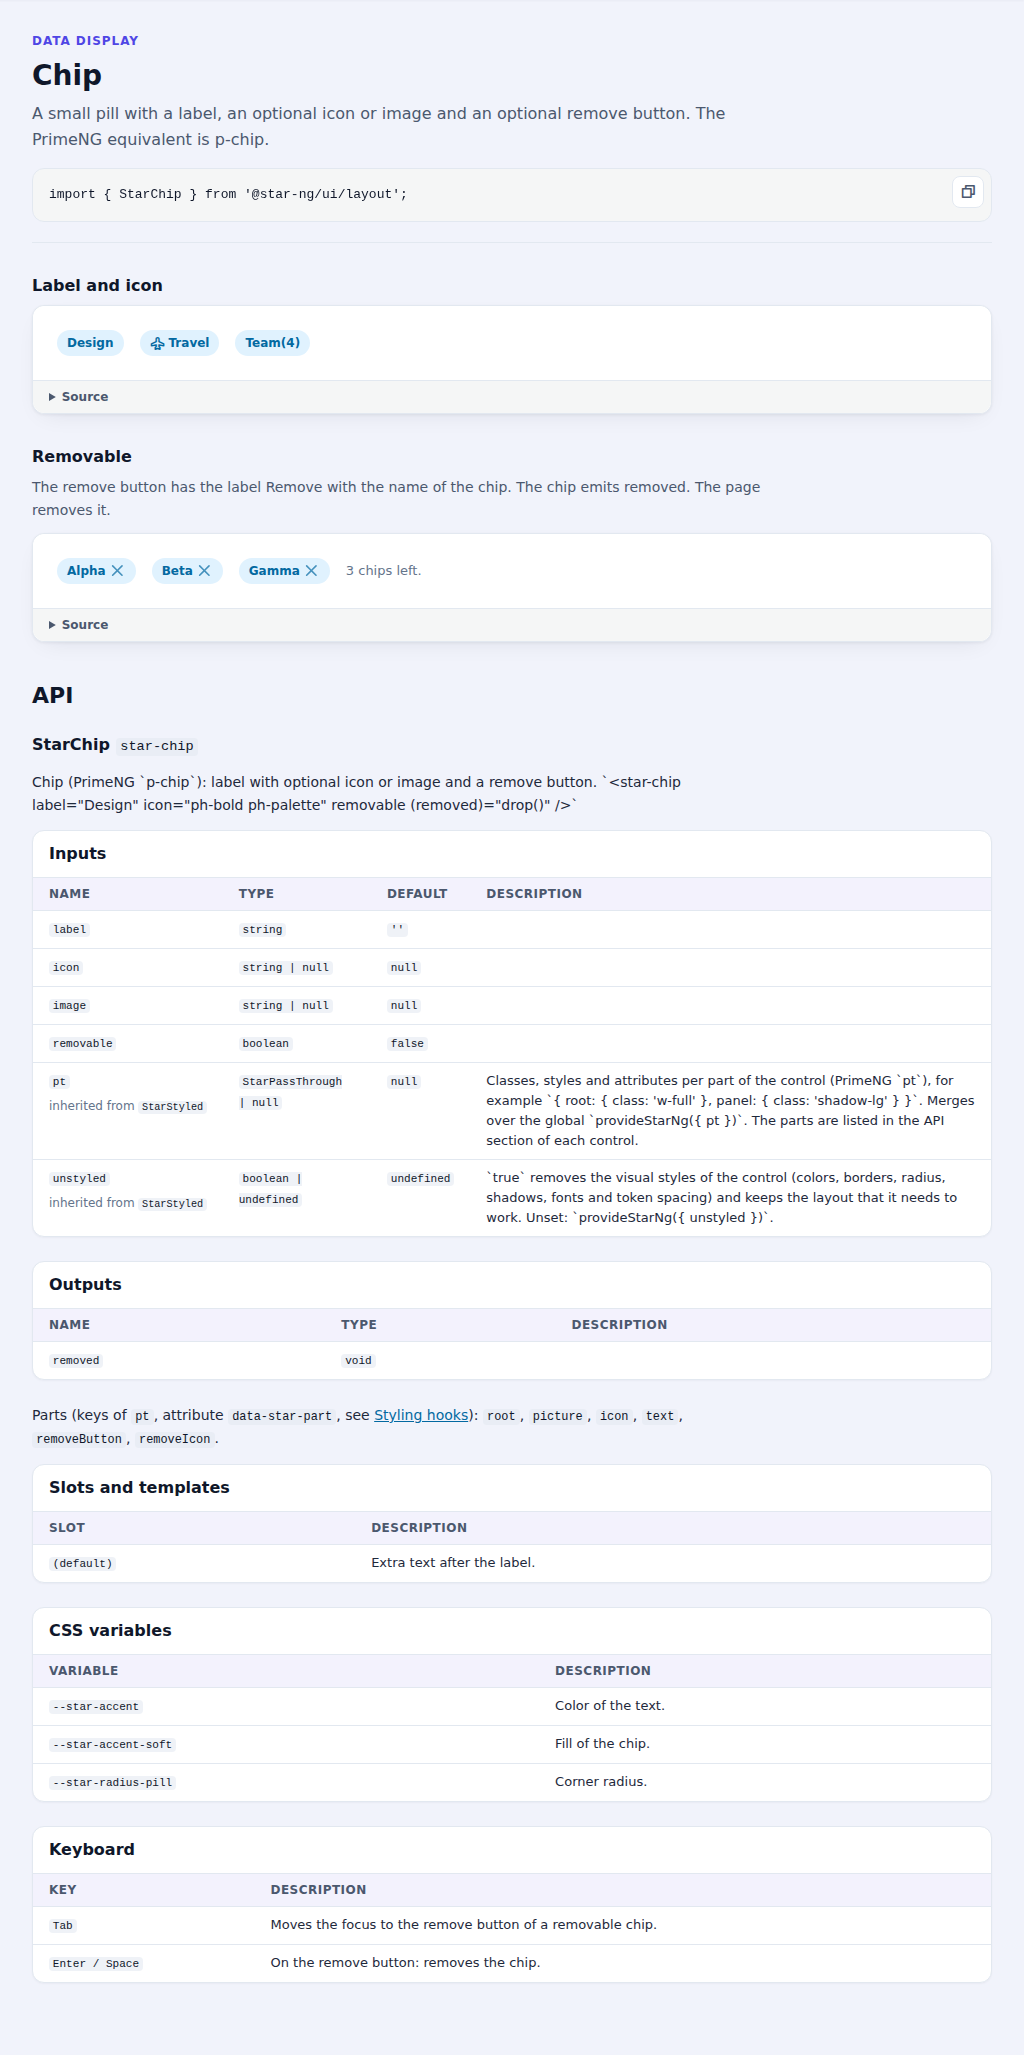 DATA DISPLAY
Chip
A small pill with a label, an optional icon or image and an optional remove button. The
PrimeNG equivalent is p-chip.
import { StarChip } from '@star-ng/ui/layout';
Label and icon
Design Travel Team(4)
Source
Removable
The remove button has the label Remove with the name of the chip. The chip emits removed. The page
removes it.
Alpha Beta Gamma 3 chips left.
Source
API
StarChip star-chip
Chip (PrimeNG `p-chip`): label with optional icon or image and a remove button. `<star-chip
label="Design" icon="ph-bold ph-palette" removable (removed)="drop()" />`
Inputs
NAME TYPE DEFAULT DESCRIPTION
label string ''
icon string | null null
image string | null null
removable boolean false
pt StarPassThrough null Classes, styles and attributes per part of the control (PrimeNG `pt`), for
inherited from StarStyled | null example `{ root: { class: 'w-full' }, panel: { class: 'shadow-lg' } }`. Merges
over the global `provideStarNg({ pt })`. The parts are listed in the API
section of each control.
unstyled boolean | undefined `true` removes the visual styles of the control (colors, borders, radius,
inherited from StarStyled undefined shadows, fonts and token spacing) and keeps the layout that it needs to
work. Unset: `provideStarNg({ unstyled })`.
Outputs
NAME TYPE DESCRIPTION
removed void
Parts (keys of pt, attribute data-star-part, see Styling hooks): root, picture, icon, text,
removeButton, removeIcon.
Slots and templates
SLOT DESCRIPTION
(default) Extra text after the label.
CSS variables
VARIABLE DESCRIPTION
--star-accent Color of the text.
--star-accent-soft Fill of the chip.
--star-radius-pill Corner radius.
Keyboard
KEY DESCRIPTION
Tab Moves the focus to the remove button of a removable chip.
Enter / Space On the remove button: removes the chip.